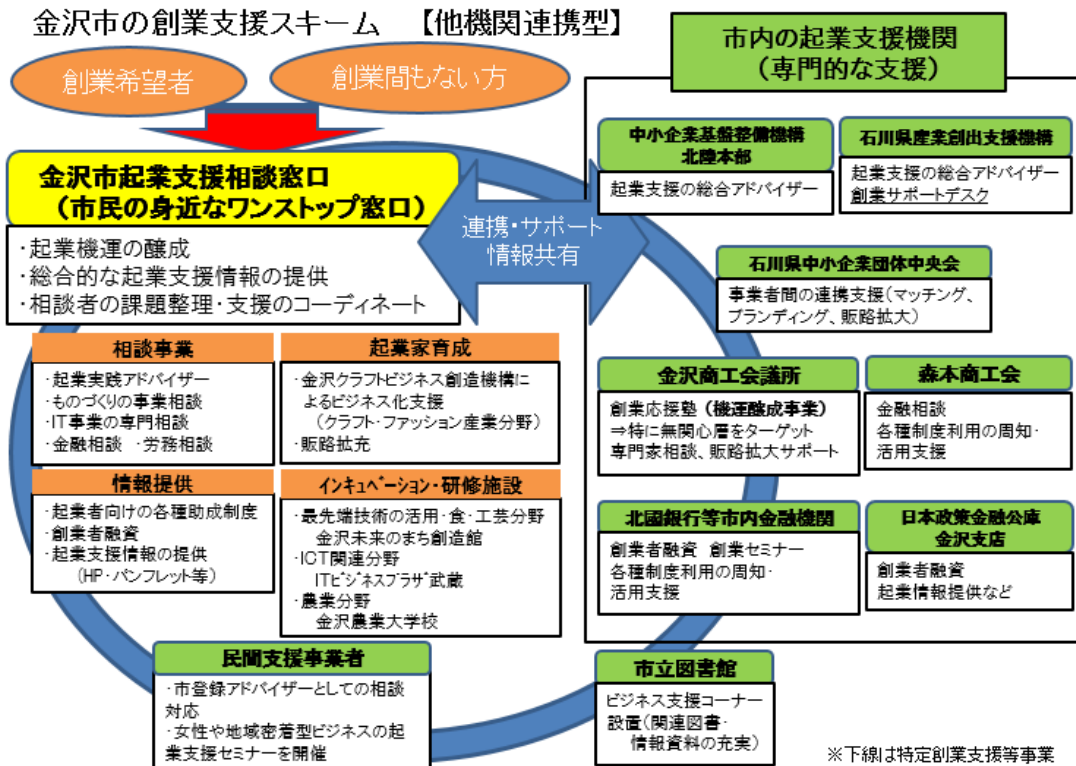 金沢市の創業支援スキーム 【他機関連携型】
創業希望者
創業間もない方
金沢市起業支援相談窓口
（市民の身近なワンストップ窓口）
・起業機運の醸成
・総合的な起業支援情報の提供
・相談者の課題整理・支援のコーディネート
連携・サポート
情報共有
相談事業
・起業実践アドバイザー
・ものづくりの事業相談
・IT事業の専門相談
・金融相談 ・労務相談
起業家育成
・金沢クラフトビジネス創造機構に
よるビジネス化支援
（クラフト・ファッション産業分野）
・販路拡充
情報提供
・起業者向けの各種助成制度
・創業者融資
・起業支援情報の提供
（HP・パンフレット等）
インキュベーション・研修施設
・最先端技術の活用・食・工芸分野
金沢未来のまち創造館
・ICT関連分野
ITビジネスプラザ武蔵
・農業分野
金沢農業大学校
市内の起業支援機関
（専門的な支援）
中小企業基盤整備機構
北陸本部
起業支援の総合アドバイザー
石川県産業創出支援機構
起業支援の総合アドバイザー
創業サポートデスク
石川県中小企業団体中央会
事業者間の連携支援（マッチング、
ブランディング、販路拡大）
金沢商工会議所
創業応援塾（機運醸成事業）
⇒特に無関心層をターゲット
専門家相談、販路拡大サポート
森本商工会
金融相談
各種制度利用の周知・
活用支援
北國銀行等市内金融機関
創業者融資 創業セミナー
各種制度利用の周知・
活用支援
日本政策金融公庫
金沢支店
創業者融資
起業情報提供など
民間支援事業者
・市登録アドバイザーとしての相談
対応
・女性や地域密着型ビジネスの起
業支援セミナーを開催
市立図書館
ビジネス支援コーナー
設置（関連図書・
情報資料の充実）
※下線は特定創業支援等事業